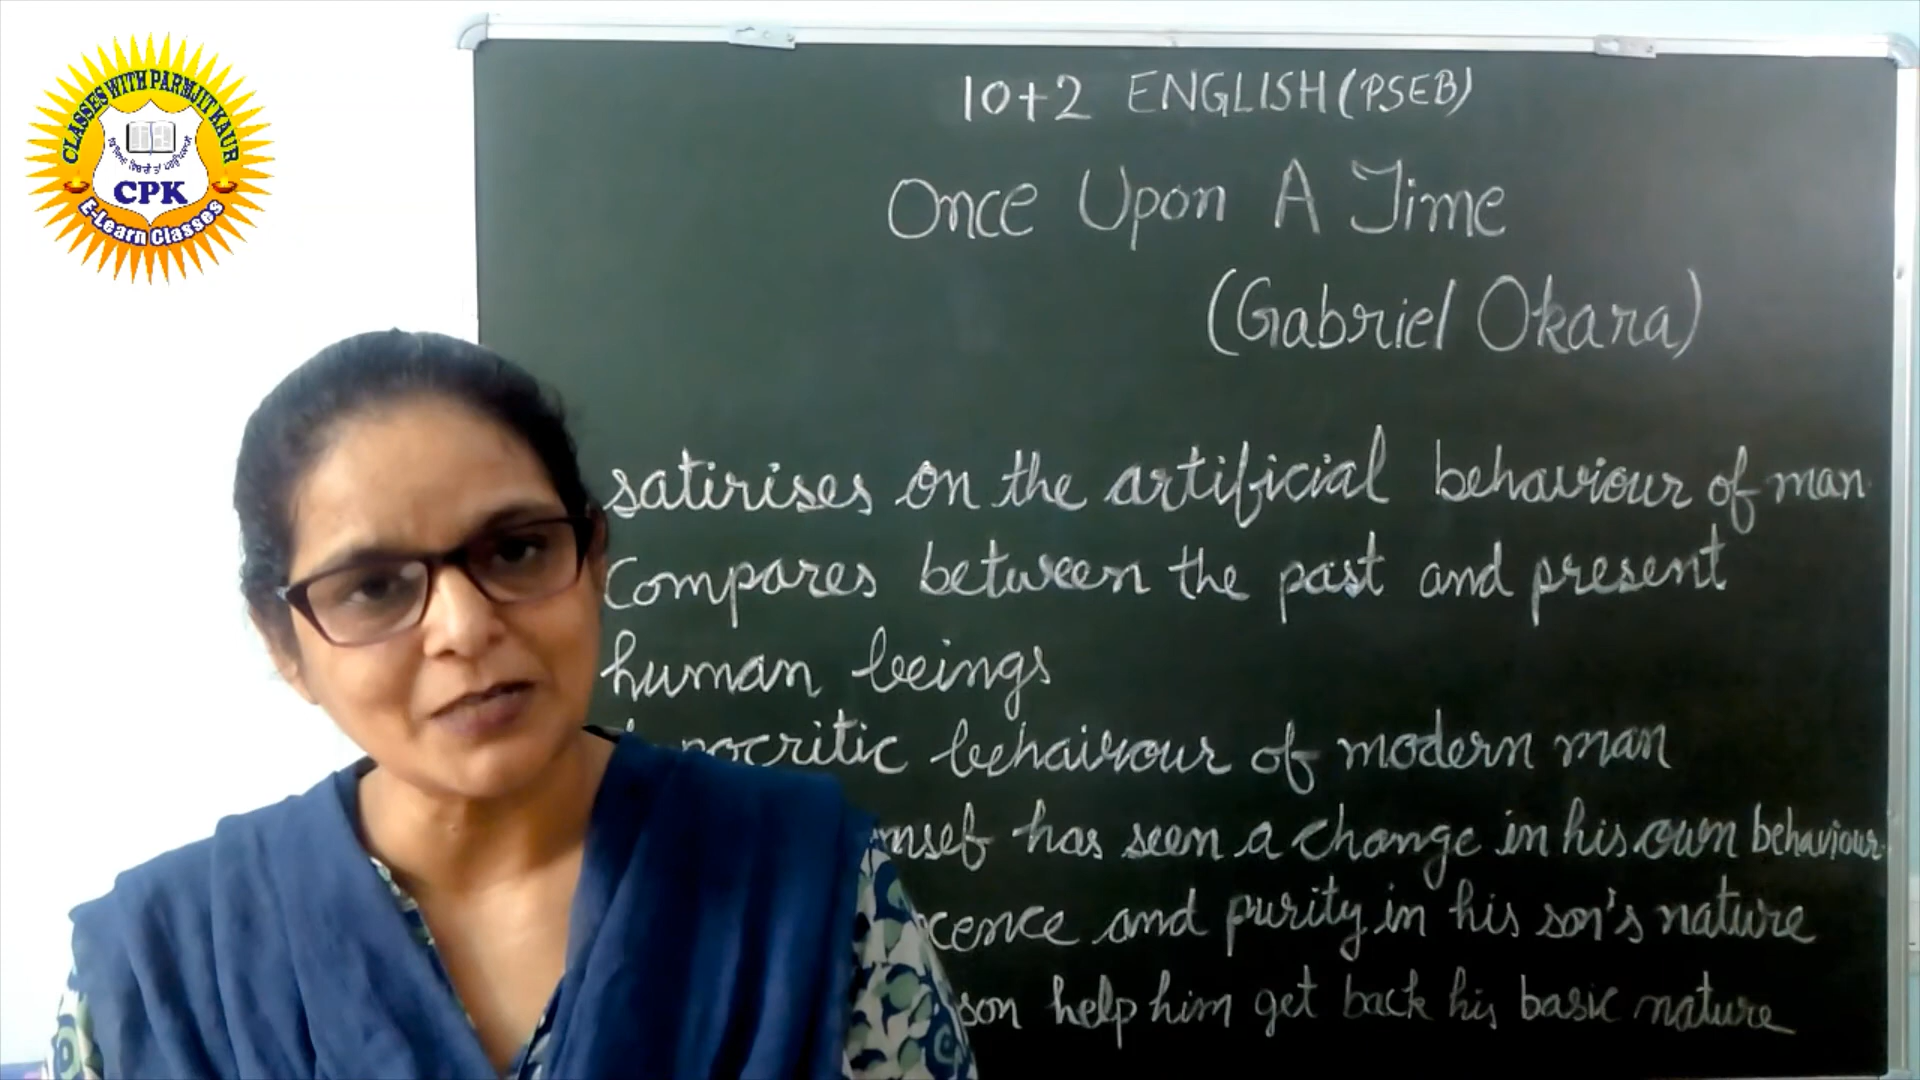 CLASSES WITH PARMJIT KAUR
CPK
E-Learn Classes
10+2 ENGLISH (PSEB)
Once Upon A Time
(Gabriel Okara)
satirises on the artificial behaviour of man
Compares between the past and present
human beings
behaiviour of modern man
has seen a change in his own behaviour
and purity in his son's nature
son help him get back his basic nature